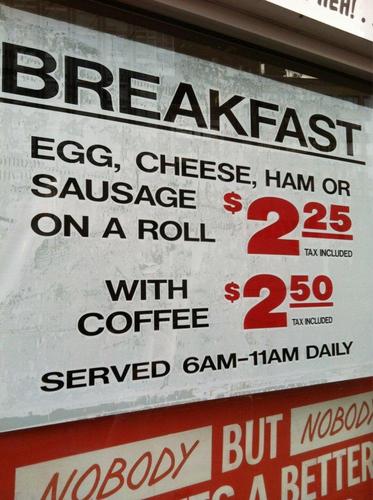 BREAKFAST
EGG, CHEESE, HAM OR
SAUSAGE
ON A ROLL
$2.25
TAX INCLUDED
WITH
COFFEE
$2.50
TAX INCLUDED
SERVED 6AM-11AM DAILY
NOBODY BUT NOBODY
A BETTER